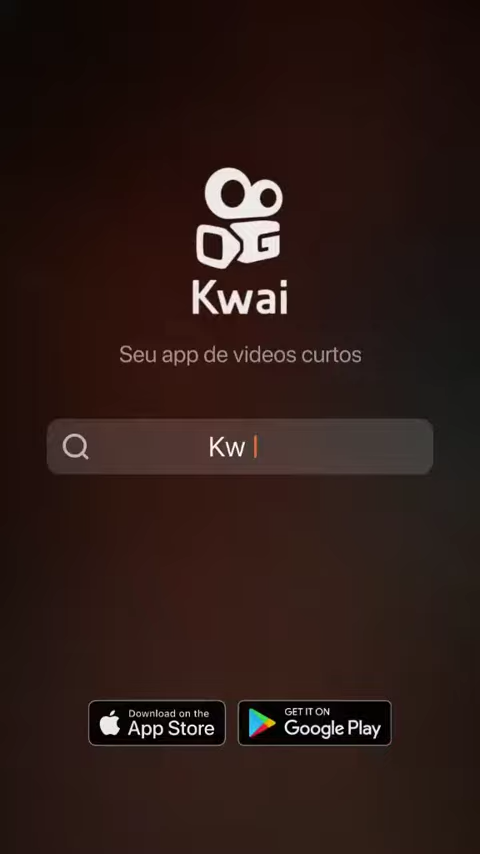 Kwai
Seu app de videos curtos
Kw
Download on the
App Store
GET IT ON
Google Play